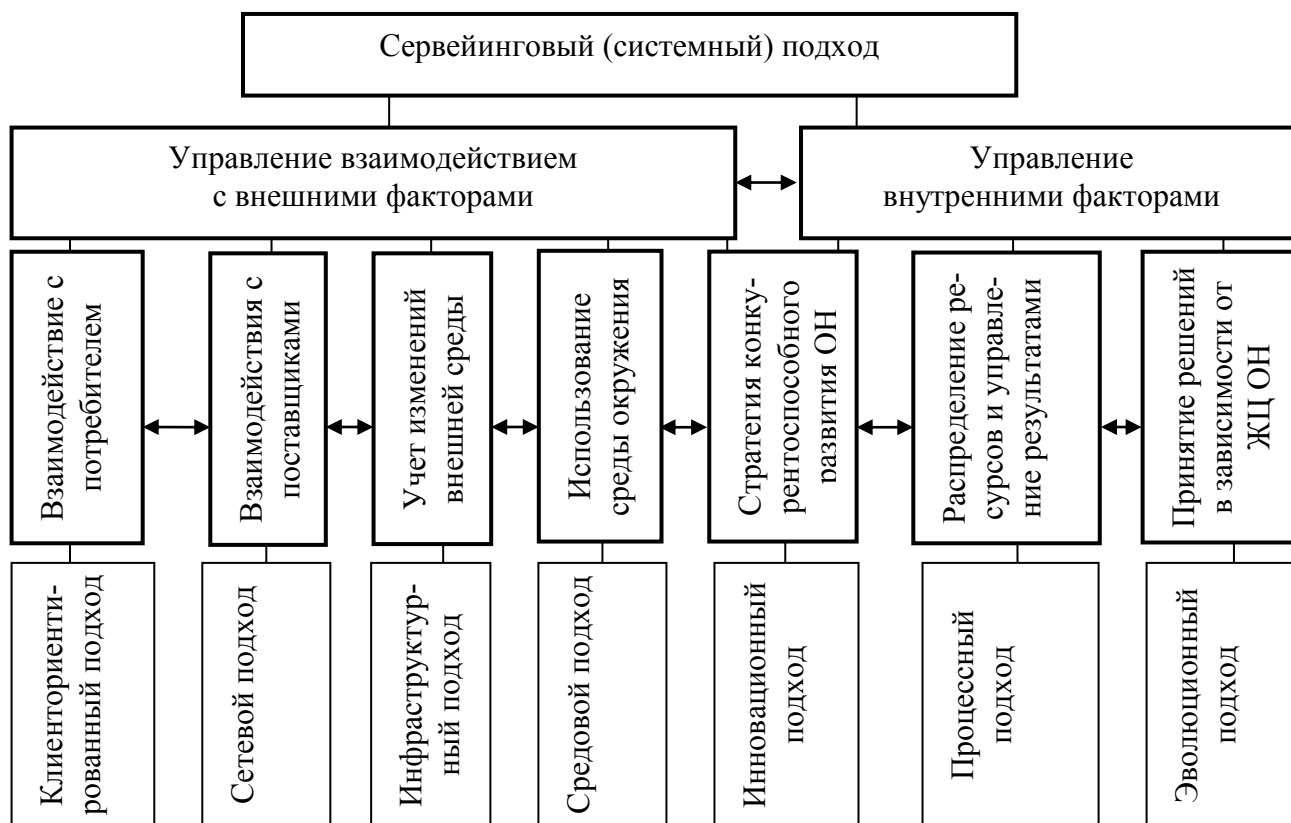 Сервейинговый (системный) подход
Управление взаимодействием
с внешними факторами
Управление
внутренними факторами
Взаимодействие с
потребителем
Взаимодействия с
поставщиками
Учет изменений
внешней среды
Использование
среды окружения
Стратегия конку-
рентоспособного
развития ОН
Распределение ре-
сурсов и управле-
ние результатами
Принятие решений
в зависимости от
ЖЦ ОН
Клиенториенти-
рованный подход
Сетевой подход
Инфраструктур-
ный подход
Средовой подход
Инновационный
подход
Процессный
подход
Эволюционный
подход